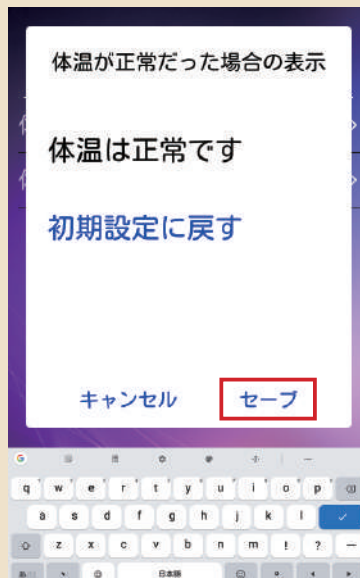 体温が正常だった場合の表示
体温は正常です
初期設定に戻す
キャンセル
セーブ
q w e r t y u i o p
a s d f g h j k l
z x c v b n m ! ? ー
日本語